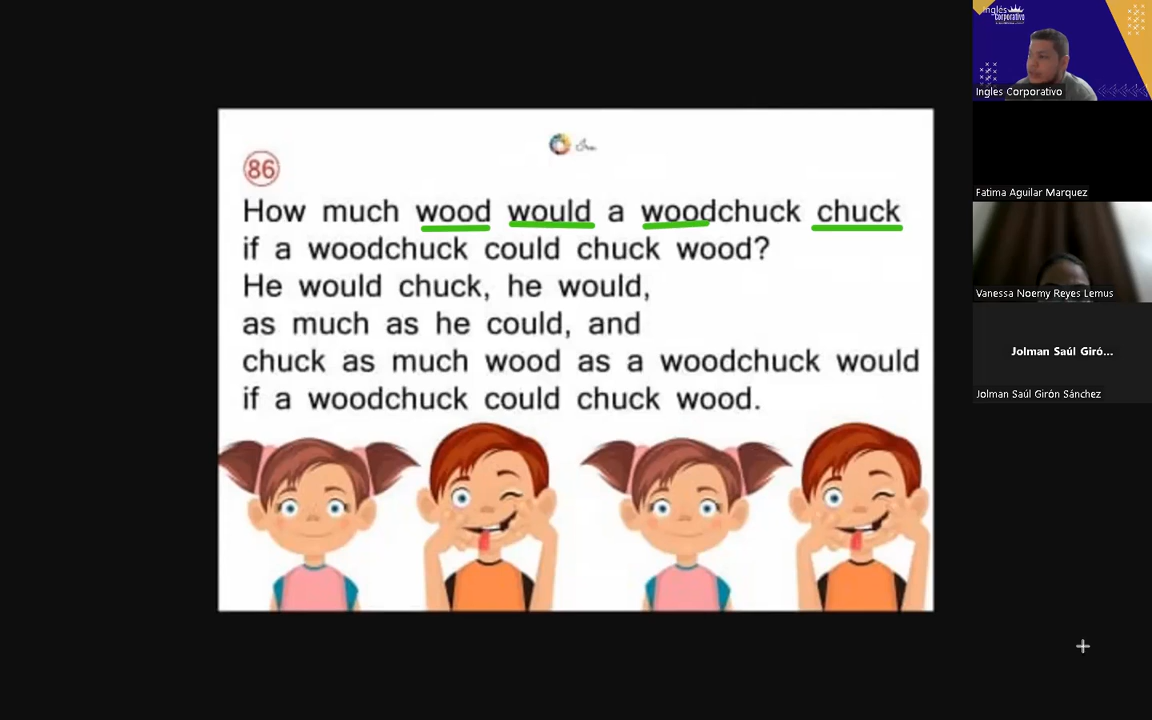 86
How much wood would a woodchuck chuck
if a woodchuck could chuck wood?
He would chuck, he would,
as much as he could, and
chuck as much wood as a woodchuck would
if a woodchuck could chuck wood.
Inglés
corporativo
Ingles Corporativo
Fatima Aguilar Marquez
Vanessa Noemy Reyes Lemus
Jolman Saúl Giró...
Jolman Saúl Girón Sánchez